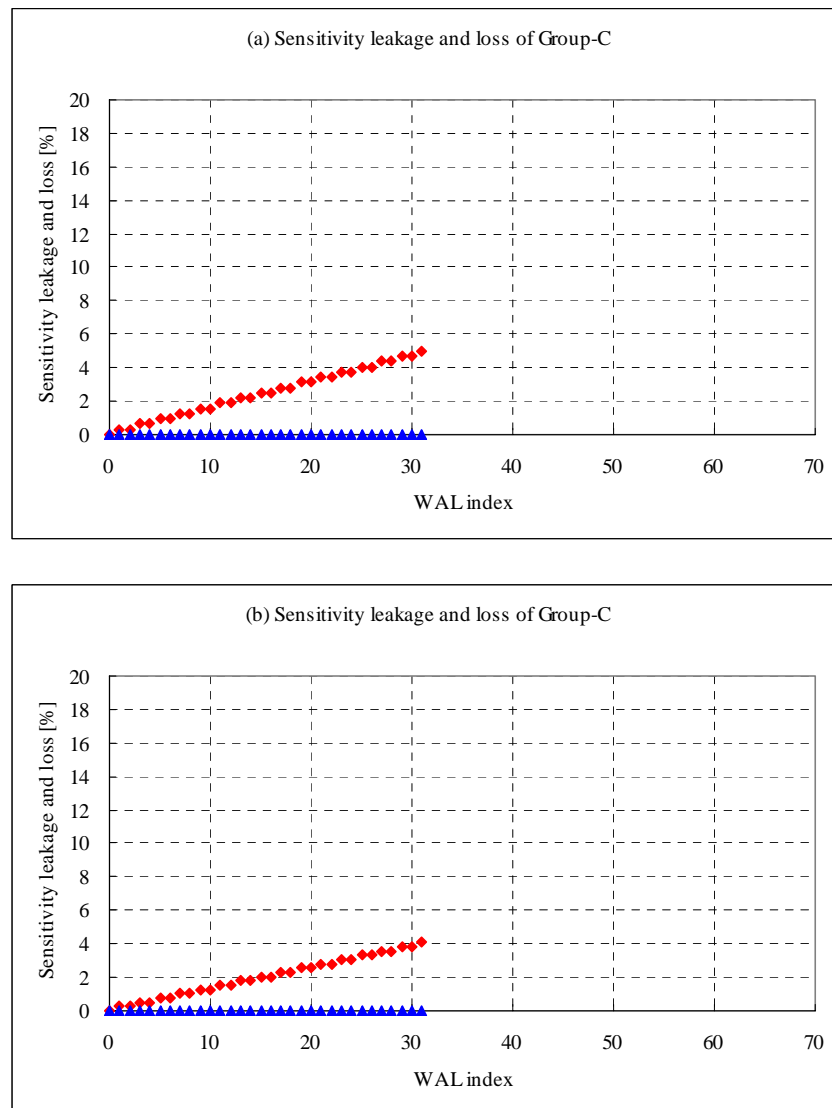 (a) Sensitivity leakage and loss of Group-C
20
18
16
14
12
10
8
6
4
2
0
Sensitivity leakage and loss [%]
0 10 20 30 40 50 60 70
WAL index
(b) Sensitivity leakage and loss of Group-C
20
18
16
14
12
10
8
6
4
2
0
Sensitivity leakage and loss [%]
0 10 20 30 40 50 60 70
WAL index